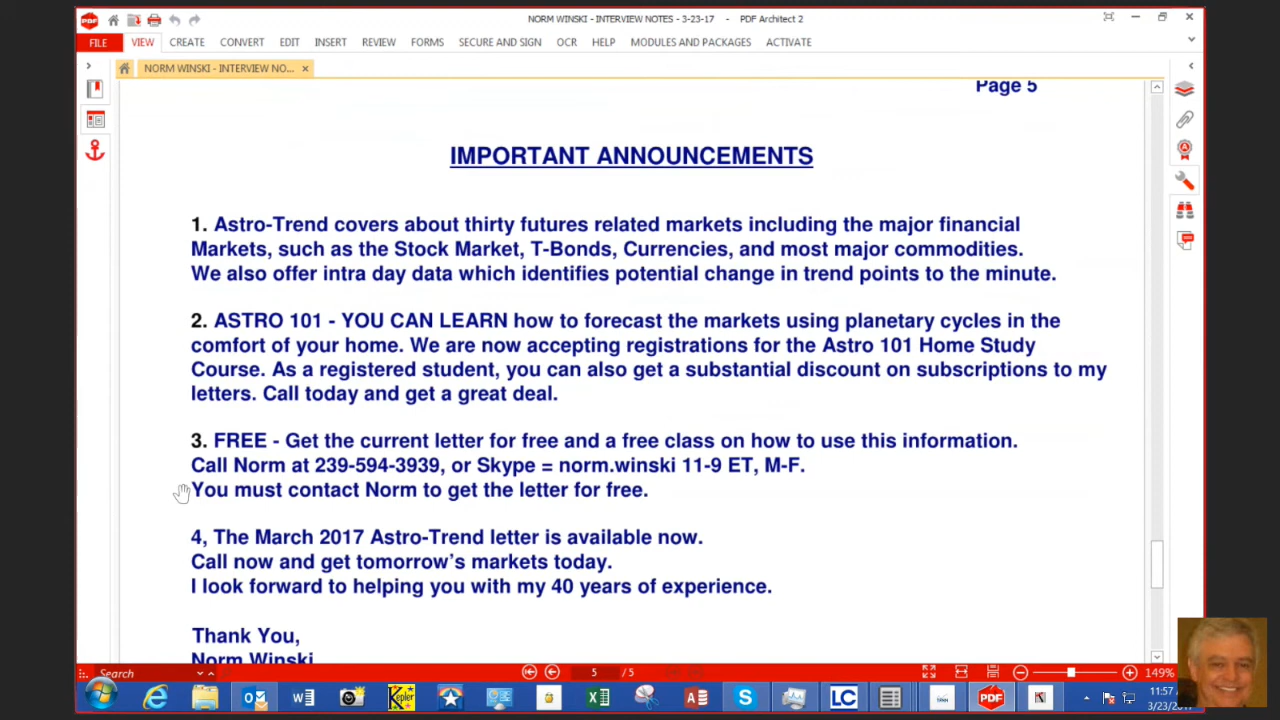 NORM WINSKI - INTERVIEW NOTES - 3-23-17 - PDF Architect 2
FILE VIEW CREATE CONVERT EDIT INSERT REVIEW FORMS SECURE AND SIGN OCR HELP MODULES AND PACKAGES ACTIVATE
NORM WINSKI - INTERVIEW NO... ×
Page 5
IMPORTANT ANNOUNCEMENTS
1. Astro-Trend covers about thirty futures related markets including the major financial
Markets, such as the Stock Market, T-Bonds, Currencies, and most major commodities.
We also offer intra day data which identifies potential change in trend points to the minute.
2. ASTRO 101 - YOU CAN LEARN how to forecast the markets using planetary cycles in the
comfort of your home. We are now accepting registrations for the Astro 101 Home Study
Course. As a registered student, you can also get a substantial discount on subscriptions to my
letters. Call today and get a great deal.
3. FREE - Get the current letter for free and a free class on how to use this information.
Call Norm at 239-594-3939, or Skype = norm.winski 11-9 ET, M-F.
You must contact Norm to get the letter for free.
4, The March 2017 Astro-Trend letter is available now.
Call now and get tomorrow's markets today.
I look forward to helping you with my 40 years of experience.
Thank You,
Norm Winski
Search 5 / 5 149%
Kepler LC PDF 11:57